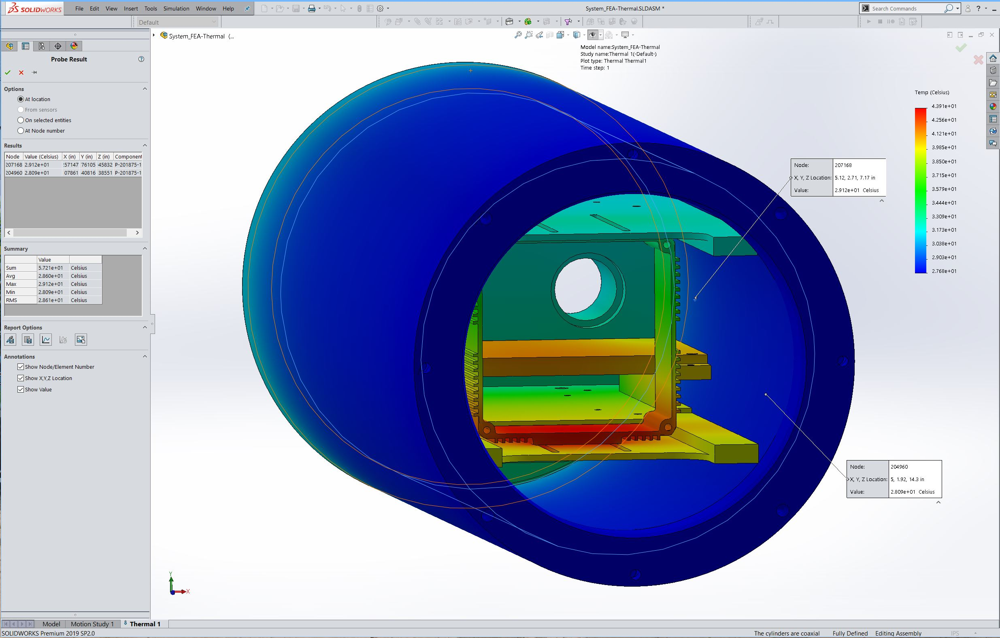 SOLIDWORKS File Edit View Insert Tools Simulation Window Help System_FEA-Thermal.SLDASM * Search Commands
Default
System_FEA-Thermal (...
Probe Result
Options
At location
From sensors
On selected entities
At Node number
Results
Node Value (Celsius) X (in) Y (in) Z (in) Component
207168 2.912e+01 257147 76105 45832 P-201875-1
204960 2.809e+01 07861 40816 38551 P-201875-1
Summary
Value
Sum 5.721e+01 Celsius
Avg 2.860e+01 Celsius
Max 2.912e+01 Celsius
Min 2.809e+01 Celsius
RMS 2.861e+01 Celsius
Report Options
Annotations
Show Node/Element Number
Show X,Y,Z Location
Show Value
Model name:System_FEA-Thermal
Study name:Thermal 1(-Default-)
Plot type: Thermal Thermal1
Time step: 1
Temp (Celsius)
4.391e+01
4.256e+01
4.121e+01
3.985e+01
3.850e+01
3.715e+01
3.579e+01
3.444e+01
3.309e+01
3.173e+01
3.038e+01
2.903e+01
2.768e+01
Node: 207168
X, Y, Z Location: 5.12, 2.71, 7.17 in
Value: 2.912e+01 Celsius
Node: 204960
X, Y, Z Location: 5, 1.92, 14.3 in
Value: 2.809e+01 Celsius
Y
X
Model Motion Study 1 Thermal 1
SOLIDWORKS Premium 2019 SP2.0 The cylinders are coaxial Fully Defined Editing Assembly IPS